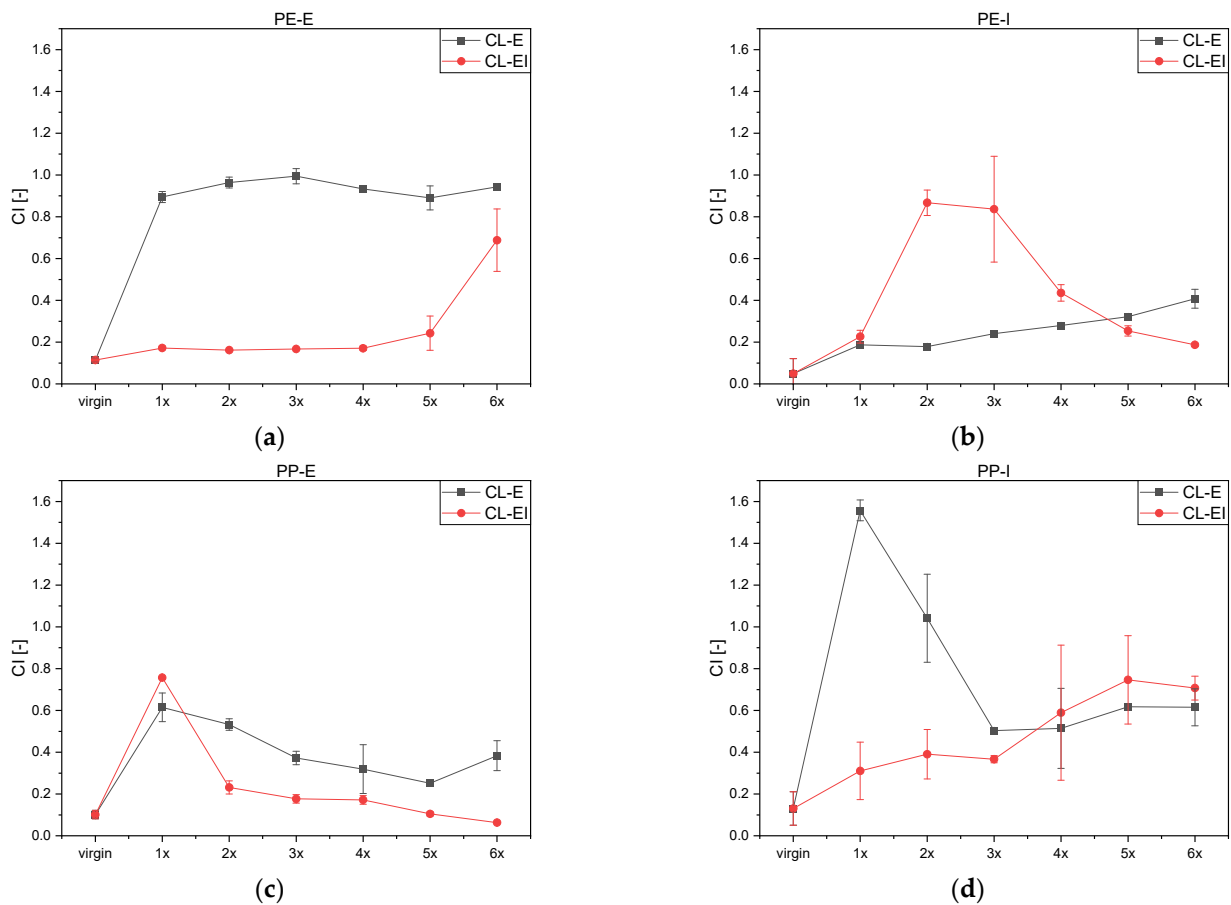 PE-E
CL-E
CL-EI
CI [-]
1.6
1.4
1.2
1.0
0.8
0.6
0.4
0.2
0.0
virgin 1x 2x 3x 4x 5x 6x
(a)
PE-I
CL-E
CL-EI
CI [-]
1.6
1.4
1.2
1.0
0.8
0.6
0.4
0.2
0.0
virgin 1x 2x 3x 4x 5x 6x
(b)
PP-E
CL-E
CL-EI
CI [-]
1.6
1.4
1.2
1.0
0.8
0.6
0.4
0.2
0.0
virgin 1x 2x 3x 4x 5x 6x
(c)
PP-I
CL-E
CL-EI
CI [-]
1.6
1.4
1.2
1.0
0.8
0.6
0.4
0.2
0.0
virgin 1x 2x 3x 4x 5x 6x
(d)